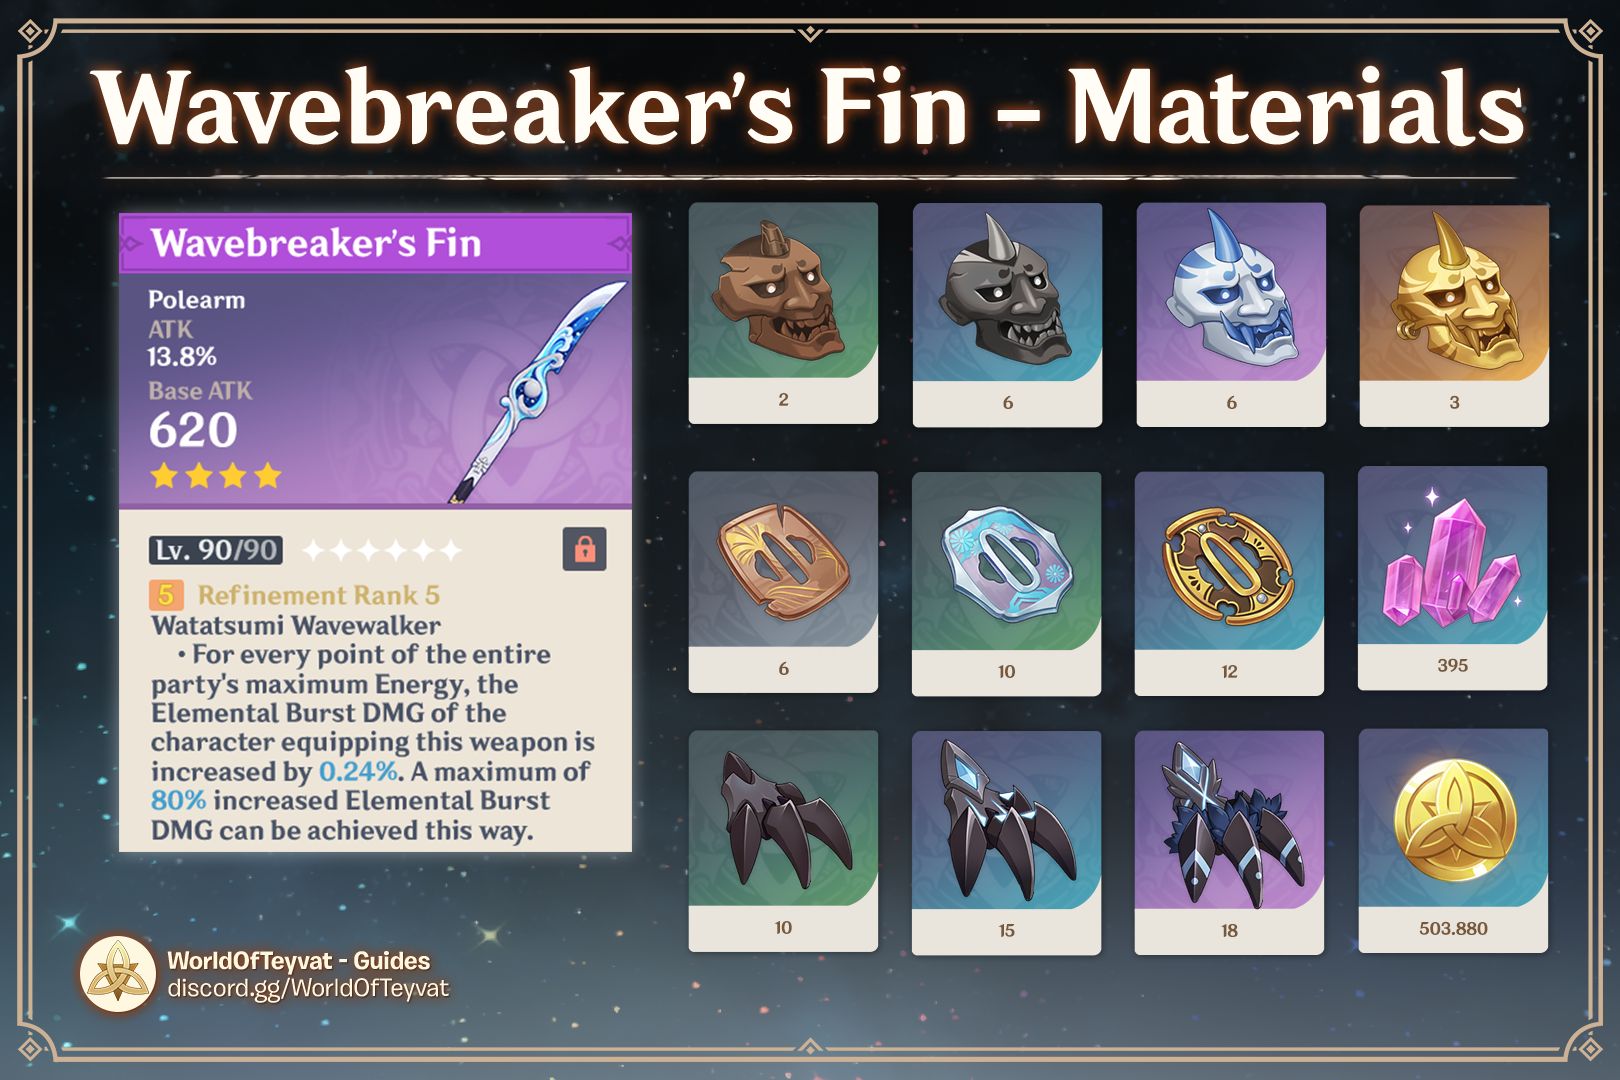 Wavebreaker's Fin - Materials
Wavebreaker's Fin
Polearm
ATK
13.8%
Base ATK
620
Lv. 90/90
5 Refinement Rank 5
Watatsumi Wavewalker
• For every point of the entire
party's maximum Energy, the
Elemental Burst DMG of the
character equipping this weapon is
increased by 0.24%. A maximum of
80% increased Elemental Burst
DMG can be achieved this way.
2 6 6 3
6 10 12 395
10 15 18 503.880
WorldOfTeyvat - Guides
discord.gg/WorldOfTeyvat